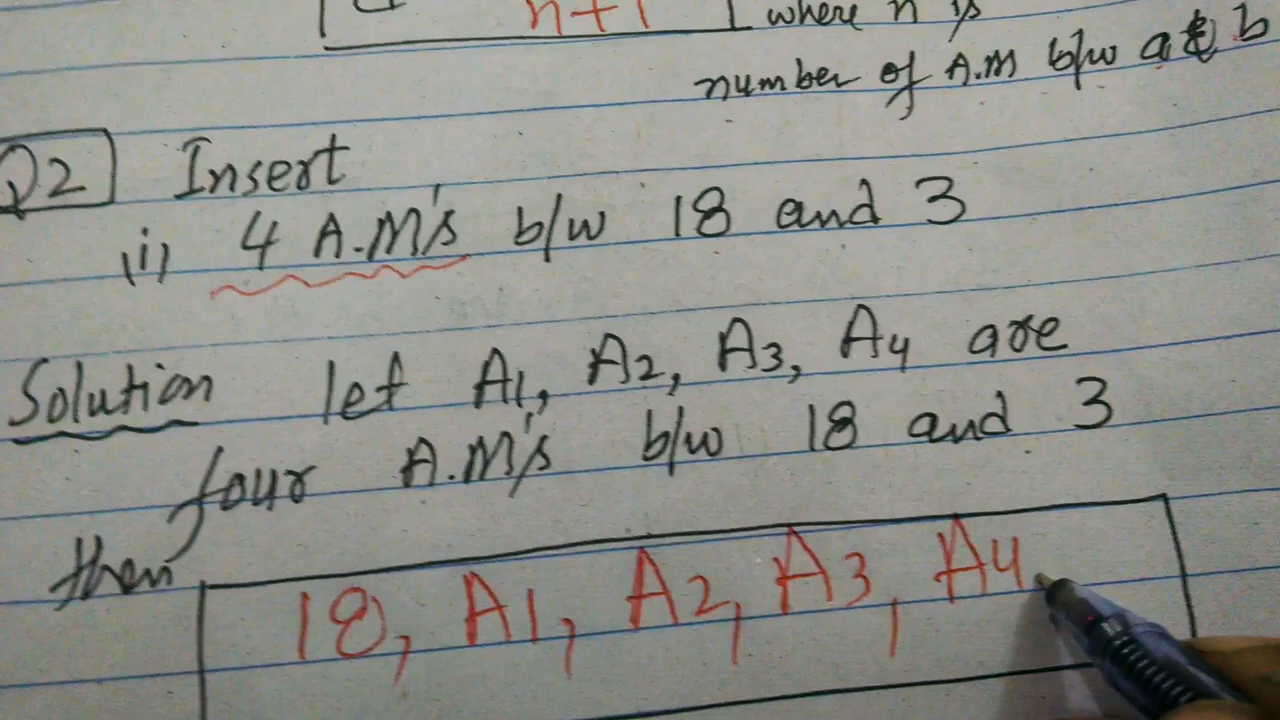 n+1 where n is
number of A.M b/w a & b
Q2 Insert
(i) 4 A.M's b/w 18 and 3
Solution let A1, A2, A3, A4 are
four A.M's b/w 18 and 3
then
18, A1, A2, A3, A4